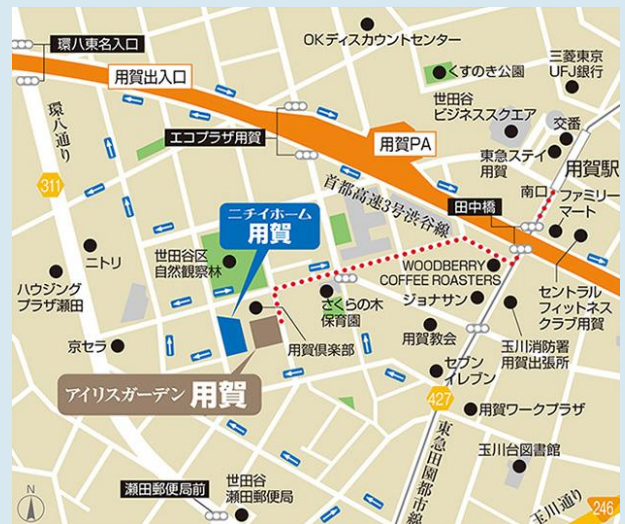 環八東名入口
OKディスカウントセンター
三菱東京
UFJ銀行
くすのき公園
用賀出入口
世田谷
ビジネススクエア
交番
環八通り
エコプラザ用賀
用賀PA
東急ステイ
用賀
用賀駅
南口
ファミリー
マート
311
首都高速3号渋谷線
田中橋
ニチイホーム
用賀
ニトリ
世田谷区
自然観察林
WOODBERRY
COFFEE ROASTERS
ハウジング
プラザ瀬田
さくらの木
保育園
ジョナサン
セントラル
フィットネス
クラブ用賀
京セラ
用賀倶楽部
用賀教会
玉川消防署
用賀出張所
アイリスガーデン 用賀
セブン
イレブン
427
用賀ワークプラザ
東急田園都市線
玉川台図書館
瀬田郵便局前
世田谷
瀬田郵便局
玉川通り
246
N